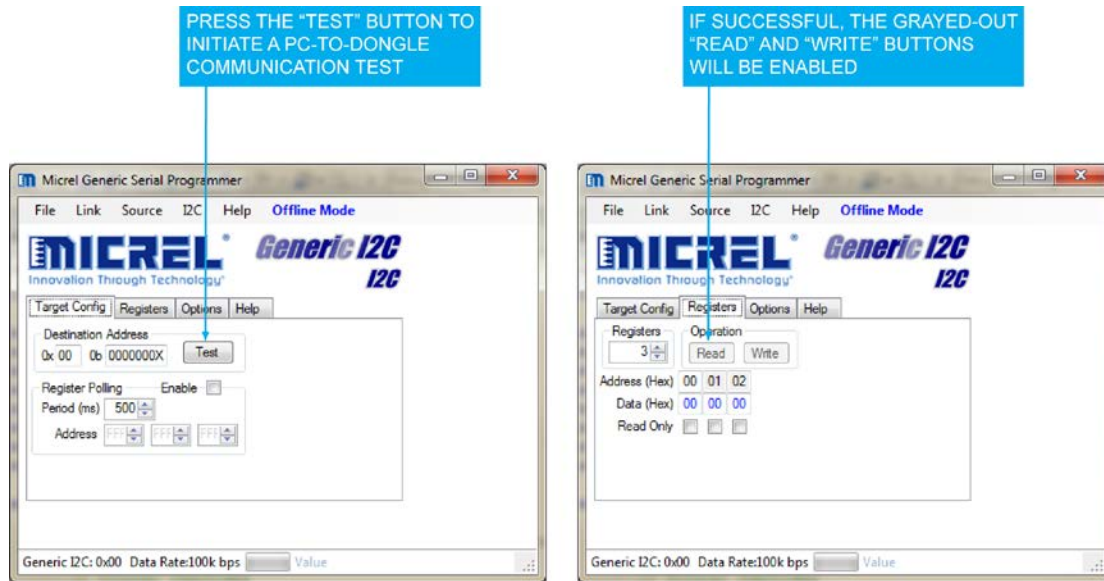 PRESS THE “TEST” BUTTON TO
INITIATE A PC-TO-DONGLE
COMMUNICATION TEST
IF SUCCESSFUL, THE GRAYED-OUT
“READ” AND “WRITE” BUTTONS
WILL BE ENABLED
Micrel Generic Serial Programmer
File Link Source I2C Help Offline Mode
MICREL Generic I2C
Innovation Through Technology® I2C
Target Config Registers Options Help
Destination Address
0x 00 0b 0000000X Test
Register Polling Enable
Period (ms) 500
Address FFF FFF FFF
Generic I2C: 0x00 Data Rate:100k bps Value
Micrel Generic Serial Programmer
File Link Source I2C Help Offline Mode
MICREL Generic I2C
Innovation Through Technology® I2C
Target Config Registers Options Help
Registers Operation
3 Read Write
Address (Hex) 00 01 02
Data (Hex) 00 00 00
Read Only
Generic I2C: 0x00 Data Rate:100k bps Value